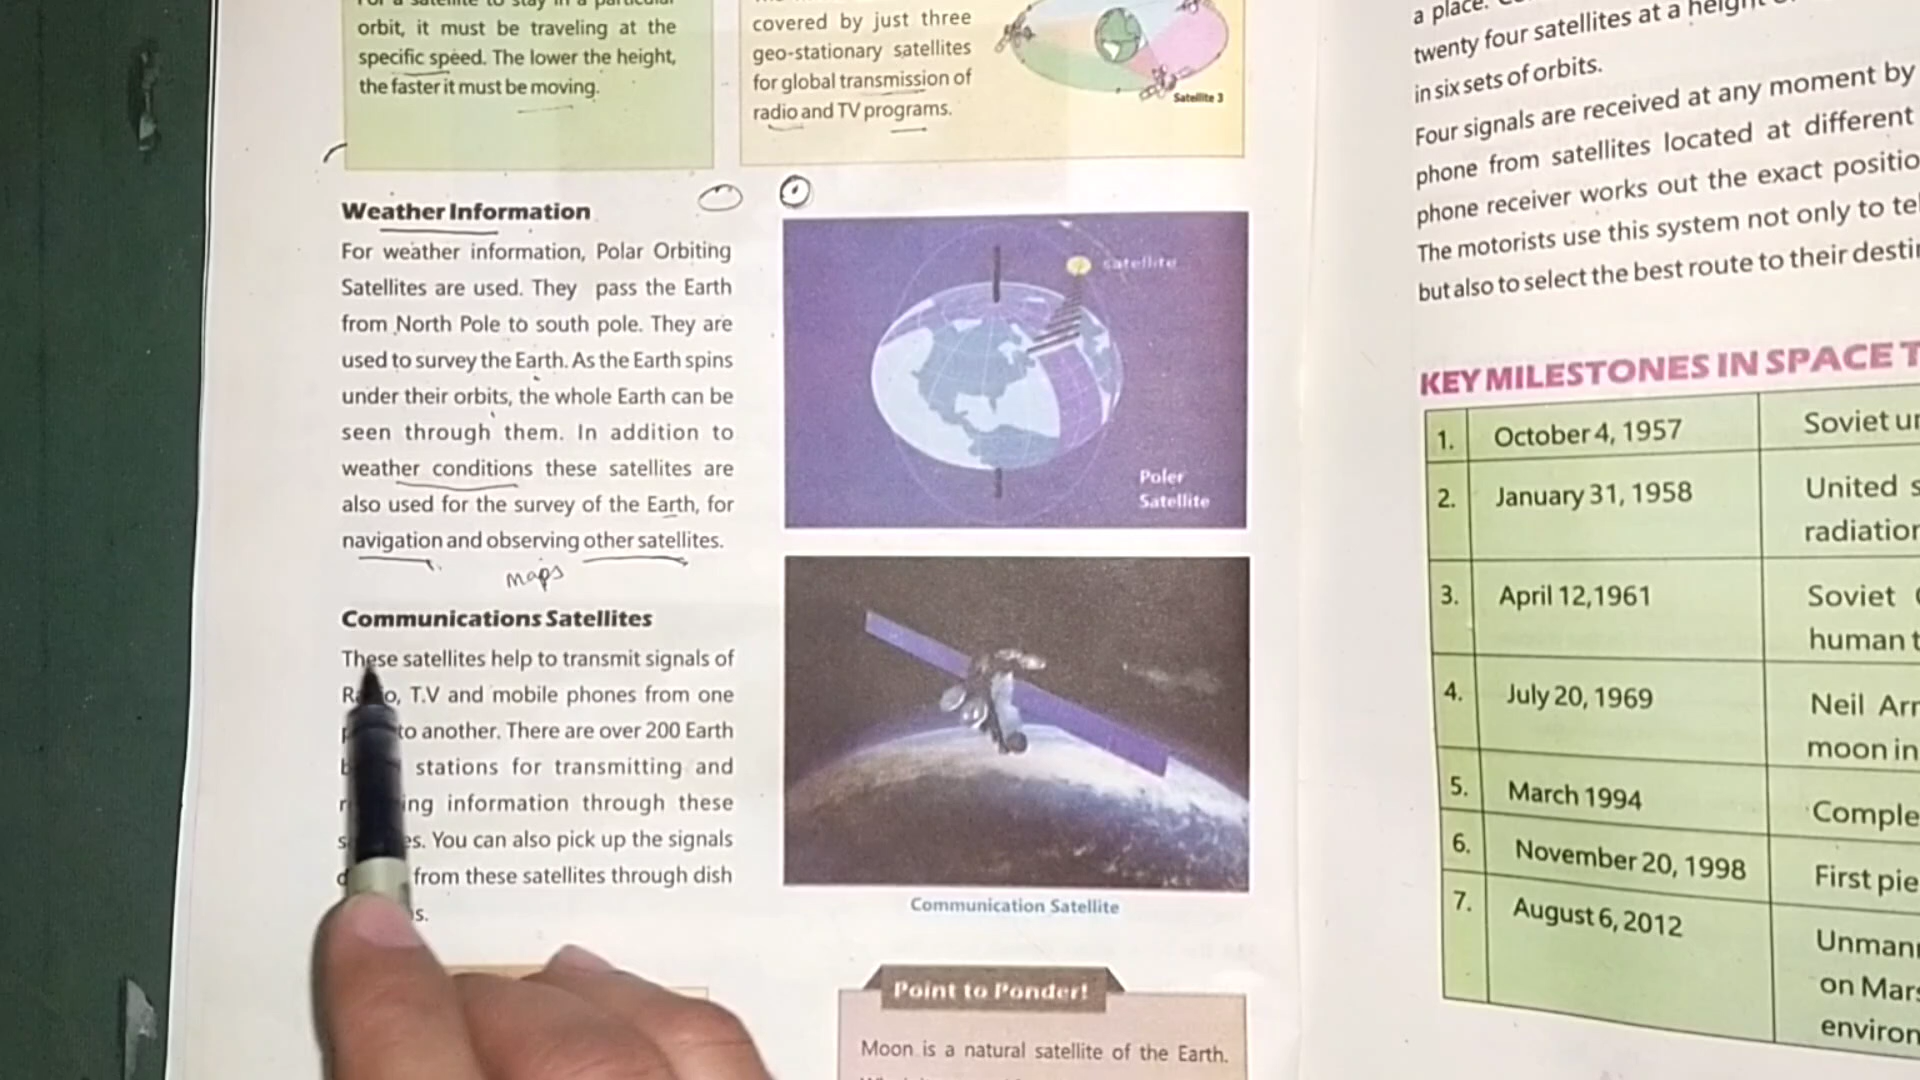 orbit, it must be traveling at the
specific speed. The lower the height,
the faster it must be moving.
covered by just three
geo-stationary satellites
for global transmission of
radio and TV programs.
Satellite 3
Weather Information
For weather information, Polar Orbiting
Satellites are used. They pass the Earth
from North Pole to south pole. They are
used to survey the Earth. As the Earth spins
under their orbits, the whole Earth can be
seen through them. In addition to
weather conditions these satellites are
also used for the survey of the Earth, for
navigation and observing other satellites.
maps
satellite
Poler
Satellite
Communications Satellites
These satellites help to transmit signals of
T.V and mobile phones from one
to another. There are over 200 Earth
stations for transmitting and
information through these
You can also pick up the signals
from these satellites through dish
Communication Satellite
Point to Ponder!
Moon is a natural satellite of the Earth.
a place.
twenty four satellites at a height
in six sets of orbits.
Four signals are received at any moment by
phone from satellites located at different
phone receiver works out the exact
The motorists use this system not only to
but also to select the best route to their
KEY MILESTONES IN SPACE
1. October 4, 1957 Soviet
2. January 31, 1958 United
3. April 12,1961 Soviet
human
4. July 20, 1969 Neil
moon in
5. March 1994
6. November 20, 1998 First
7. August 6, 2012
on